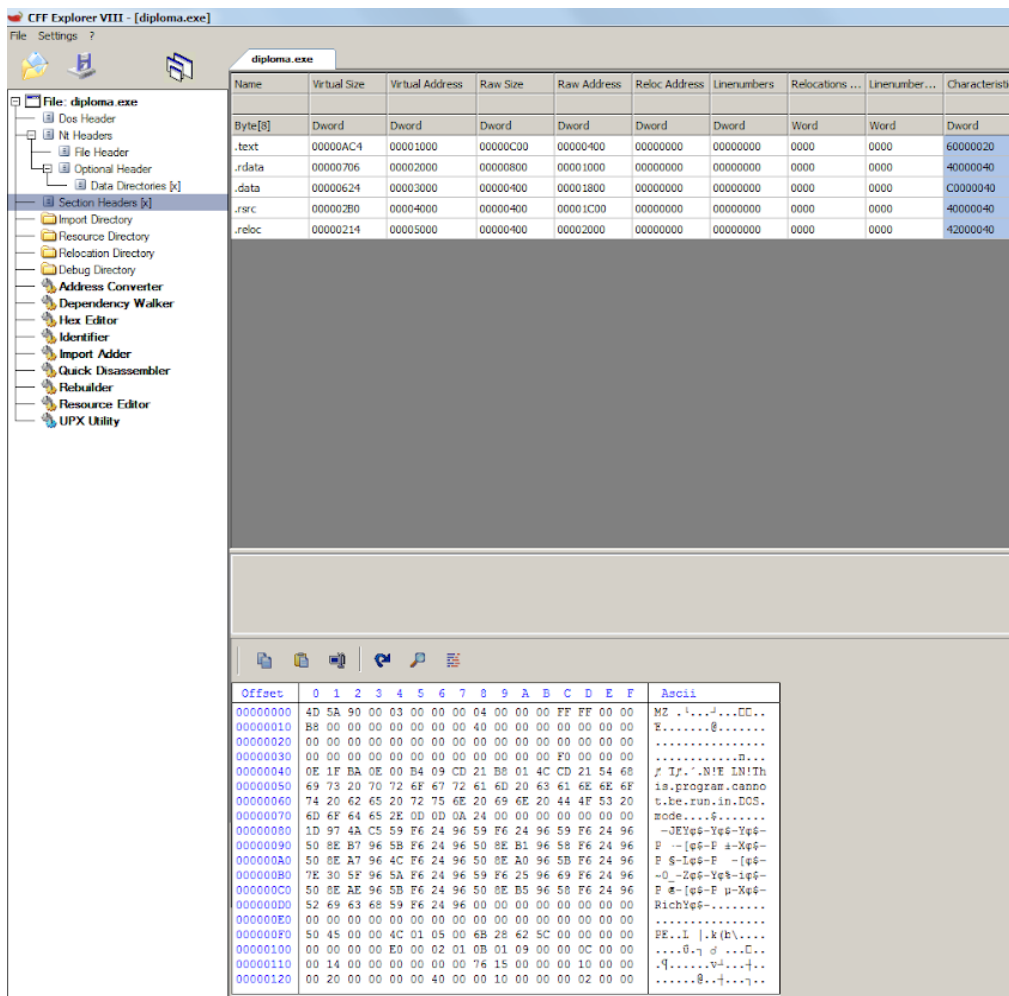 CFF Explorer VIII - [diploma.exe]
File Settings ?
diploma.exe
File: diploma.exe
Dos Header
Nt Headers
File Header
Optional Header
Data Directories [x]
Section Headers [x]
Import Directory
Resource Directory
Relocation Directory
Debug Directory
Address Converter
Dependency Walker
Hex Editor
Identifier
Import Adder
Quick Disassembler
Rebuilder
Resource Editor
UPX Utility
Name Virtual Size Virtual Address Raw Size Raw Address Reloc Address Linenumbers Relocations ... Linenumber... Characteristi
Byte[8] Dword Dword Dword Dword Dword Dword Word Word Dword
.text 00000AC4 00001000 00000C00 00000400 00000000 00000000 0000 0000 60000020
.rdata 00000706 00002000 00000800 00001000 00000000 00000000 0000 0000 40000040
.data 00000624 00003000 00000400 00001800 00000000 00000000 0000 0000 C0000040
.rsrc 000002B0 00004000 00000400 00001C00 00000000 00000000 0000 0000 40000040
.reloc 00000214 00005000 00000400 00002000 00000000 00000000 0000 0000 42000040
Offset 0 1 2 3 4 5 6 7 8 9 A B C D E F Ascii
00000000 4D 5A 90 00 03 00 00 00 04 00 00 00 FF FF 00 00
00000010 B8 00 00 00 00 00 00 00 40 00 00 00 00 00 00 00
00000020 00 00 00 00 00 00 00 00 00 00 00 00 00 00 00 00 ................
00000030 00 00 00 00 00 00 00 00 00 00 00 00 F0 00 00 00
00000040 0E 1F BA 0E 00 B4 09 CD 21 B8 01 4C CD 21 54 68
00000050 69 73 20 70 72 6F 67 72 61 6D 20 63 61 6E 6E 6F is.program.canno
00000060 74 20 62 65 20 72 75 6E 20 69 6E 20 44 4F 53 20 t.be.run.in.DOS.
00000070 6D 6F 64 65 2E 0D 0D 0A 24 00 00 00 00 00 00 00 mode....$.......
00000080 1D 97 4A C5 59 F6 24 96 59 F6 24 96 59 F6 24 96
00000090 50 8E B7 96 5B F6 24 96 50 8E B1 96 58 F6 24 96
000000A0 50 8E A7 96 4C F6 24 96 50 8E A0 96 5B F6 24 96
000000B0 7E 30 5F 96 5A F6 24 96 59 F6 25 96 69 F6 24 96
000000C0 50 8E AE 96 5B F6 24 96 50 8E B5 96 58 F6 24 96
000000D0 52 69 63 68 59 F6 24 96 00 00 00 00 00 00 00 00
000000E0 00 00 00 00 00 00 00 00 00 00 00 00 00 00 00 00 ................
000000F0 50 45 00 00 4C 01 05 00 6B 28 62 5C 00 00 00 00
00000100 00 00 00 00 E0 00 02 01 0B 01 09 00 00 0C 00 00
00000110 00 14 00 00 00 00 00 00 76 15 00 00 00 10 00 00
00000120 00 20 00 00 00 00 40 00 00 10 00 00 00 02 00 00